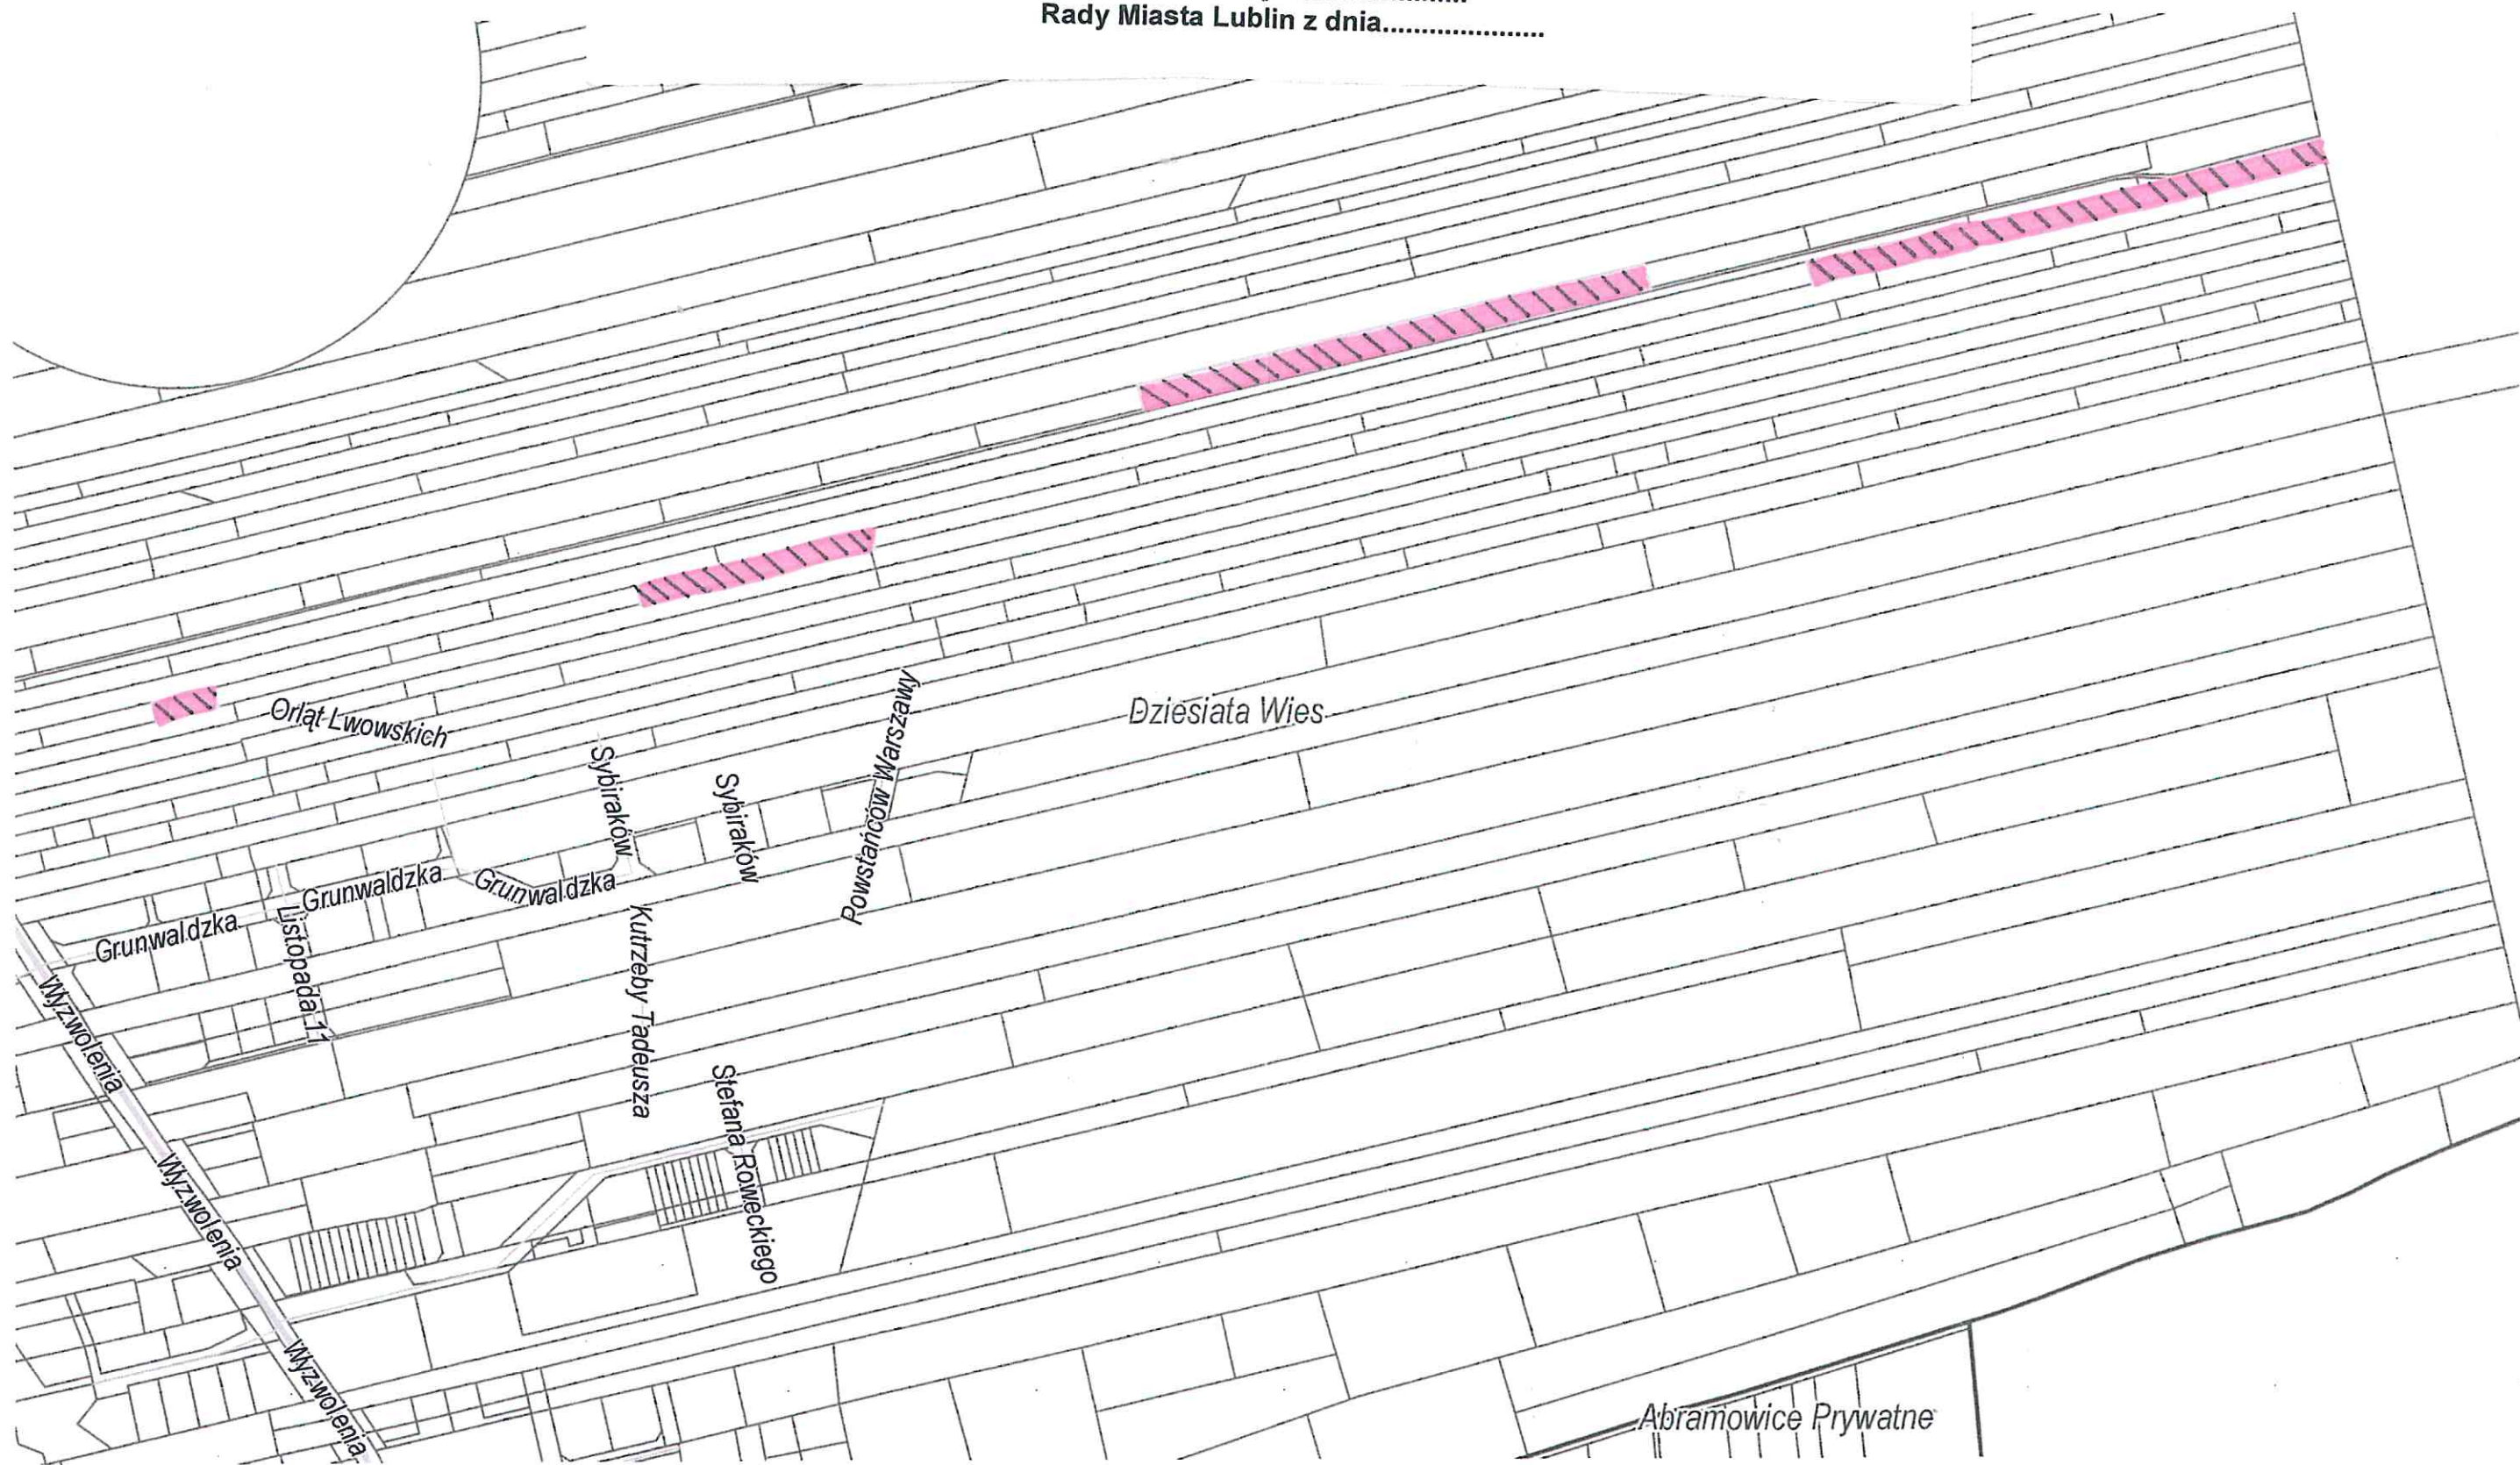 Rady Miasta Lublin z dnia......................
Orląt Lwowskich
Dziesiata Wies
Sybiraków
Sybiraków
Powstańców Warszawy
Grunwaldzka
Grunwaldzka
Grunwaldzka
Listopada 11
Kutrzeby Tadeusza
Wyzwolenia
Stefana Roweckiego
Wyzwolenia
Wyzwolenia
Abramowice Prywatne